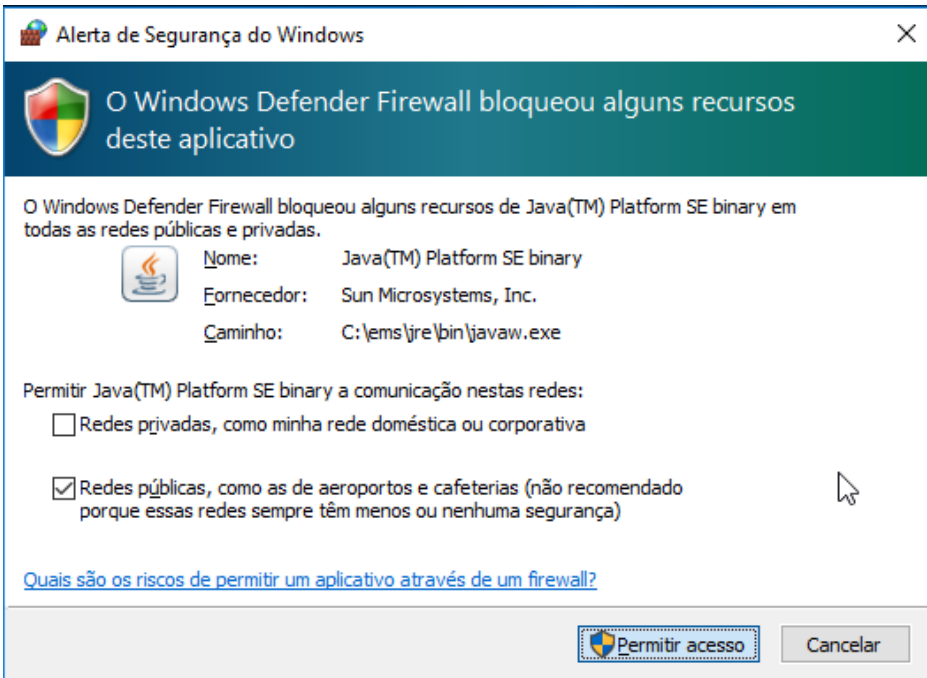 Alerta de Segurança do Windows
O Windows Defender Firewall bloqueou alguns recursos
deste aplicativo
O Windows Defender Firewall bloqueou alguns recursos de Java(TM) Platform SE binary em
todas as redes públicas e privadas.
Nome: Java(TM) Platform SE binary
Fornecedor: Sun Microsystems, Inc.
Caminho: C:\ems\jre\bin\javaw.exe
Permitir Java(TM) Platform SE binary a comunicação nestas redes:
Redes privadas, como minha rede doméstica ou corporativa
Redes públicas, como as de aeroportos e cafeterias (não recomendado
porque essas redes sempre têm menos ou nenhuma segurança)
Quais são os riscos de permitir um aplicativo através de um firewall?
Permitir acesso Cancelar